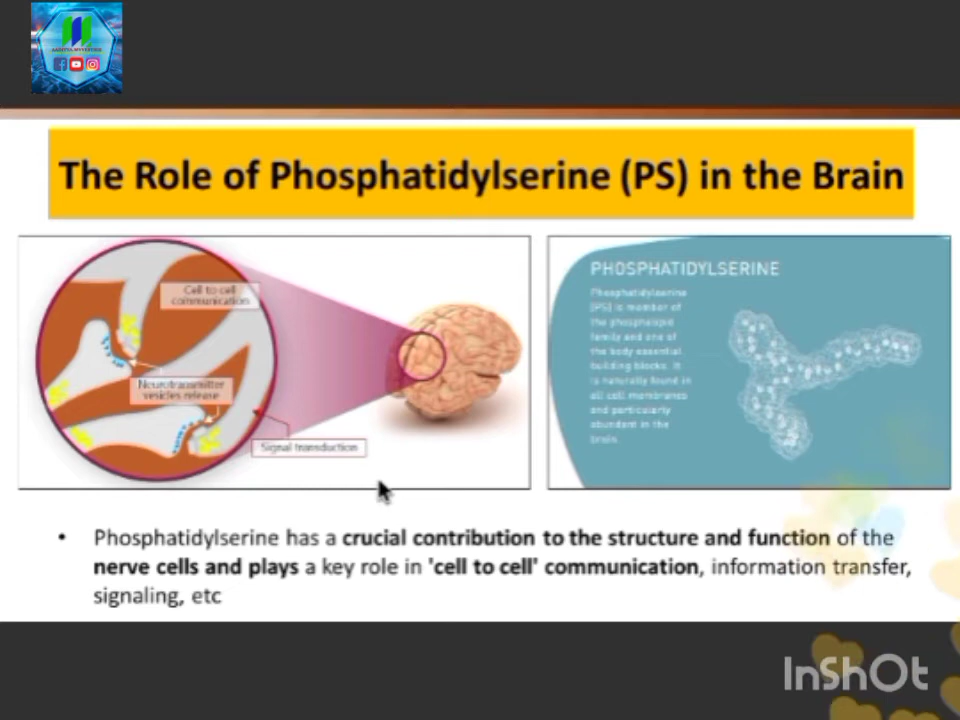 The Role of Phosphatidylserine (PS) in the Brain
Cell to cell
communication
Neurotransmitter
vesicles release
Signal transduction
PHOSPHATIDYLSERINE
Phosphatidylserine
(PS) is member of
the phospholipid
family and one of
the body essential
building blocks. It
is naturally found in
all cell membranes
and particularly
abundant in the
brain
• Phosphatidylserine has a crucial contribution to the structure and function of the
nerve cells and plays a key role in 'cell to cell' communication, information transfer,
signaling, etc
InShOt